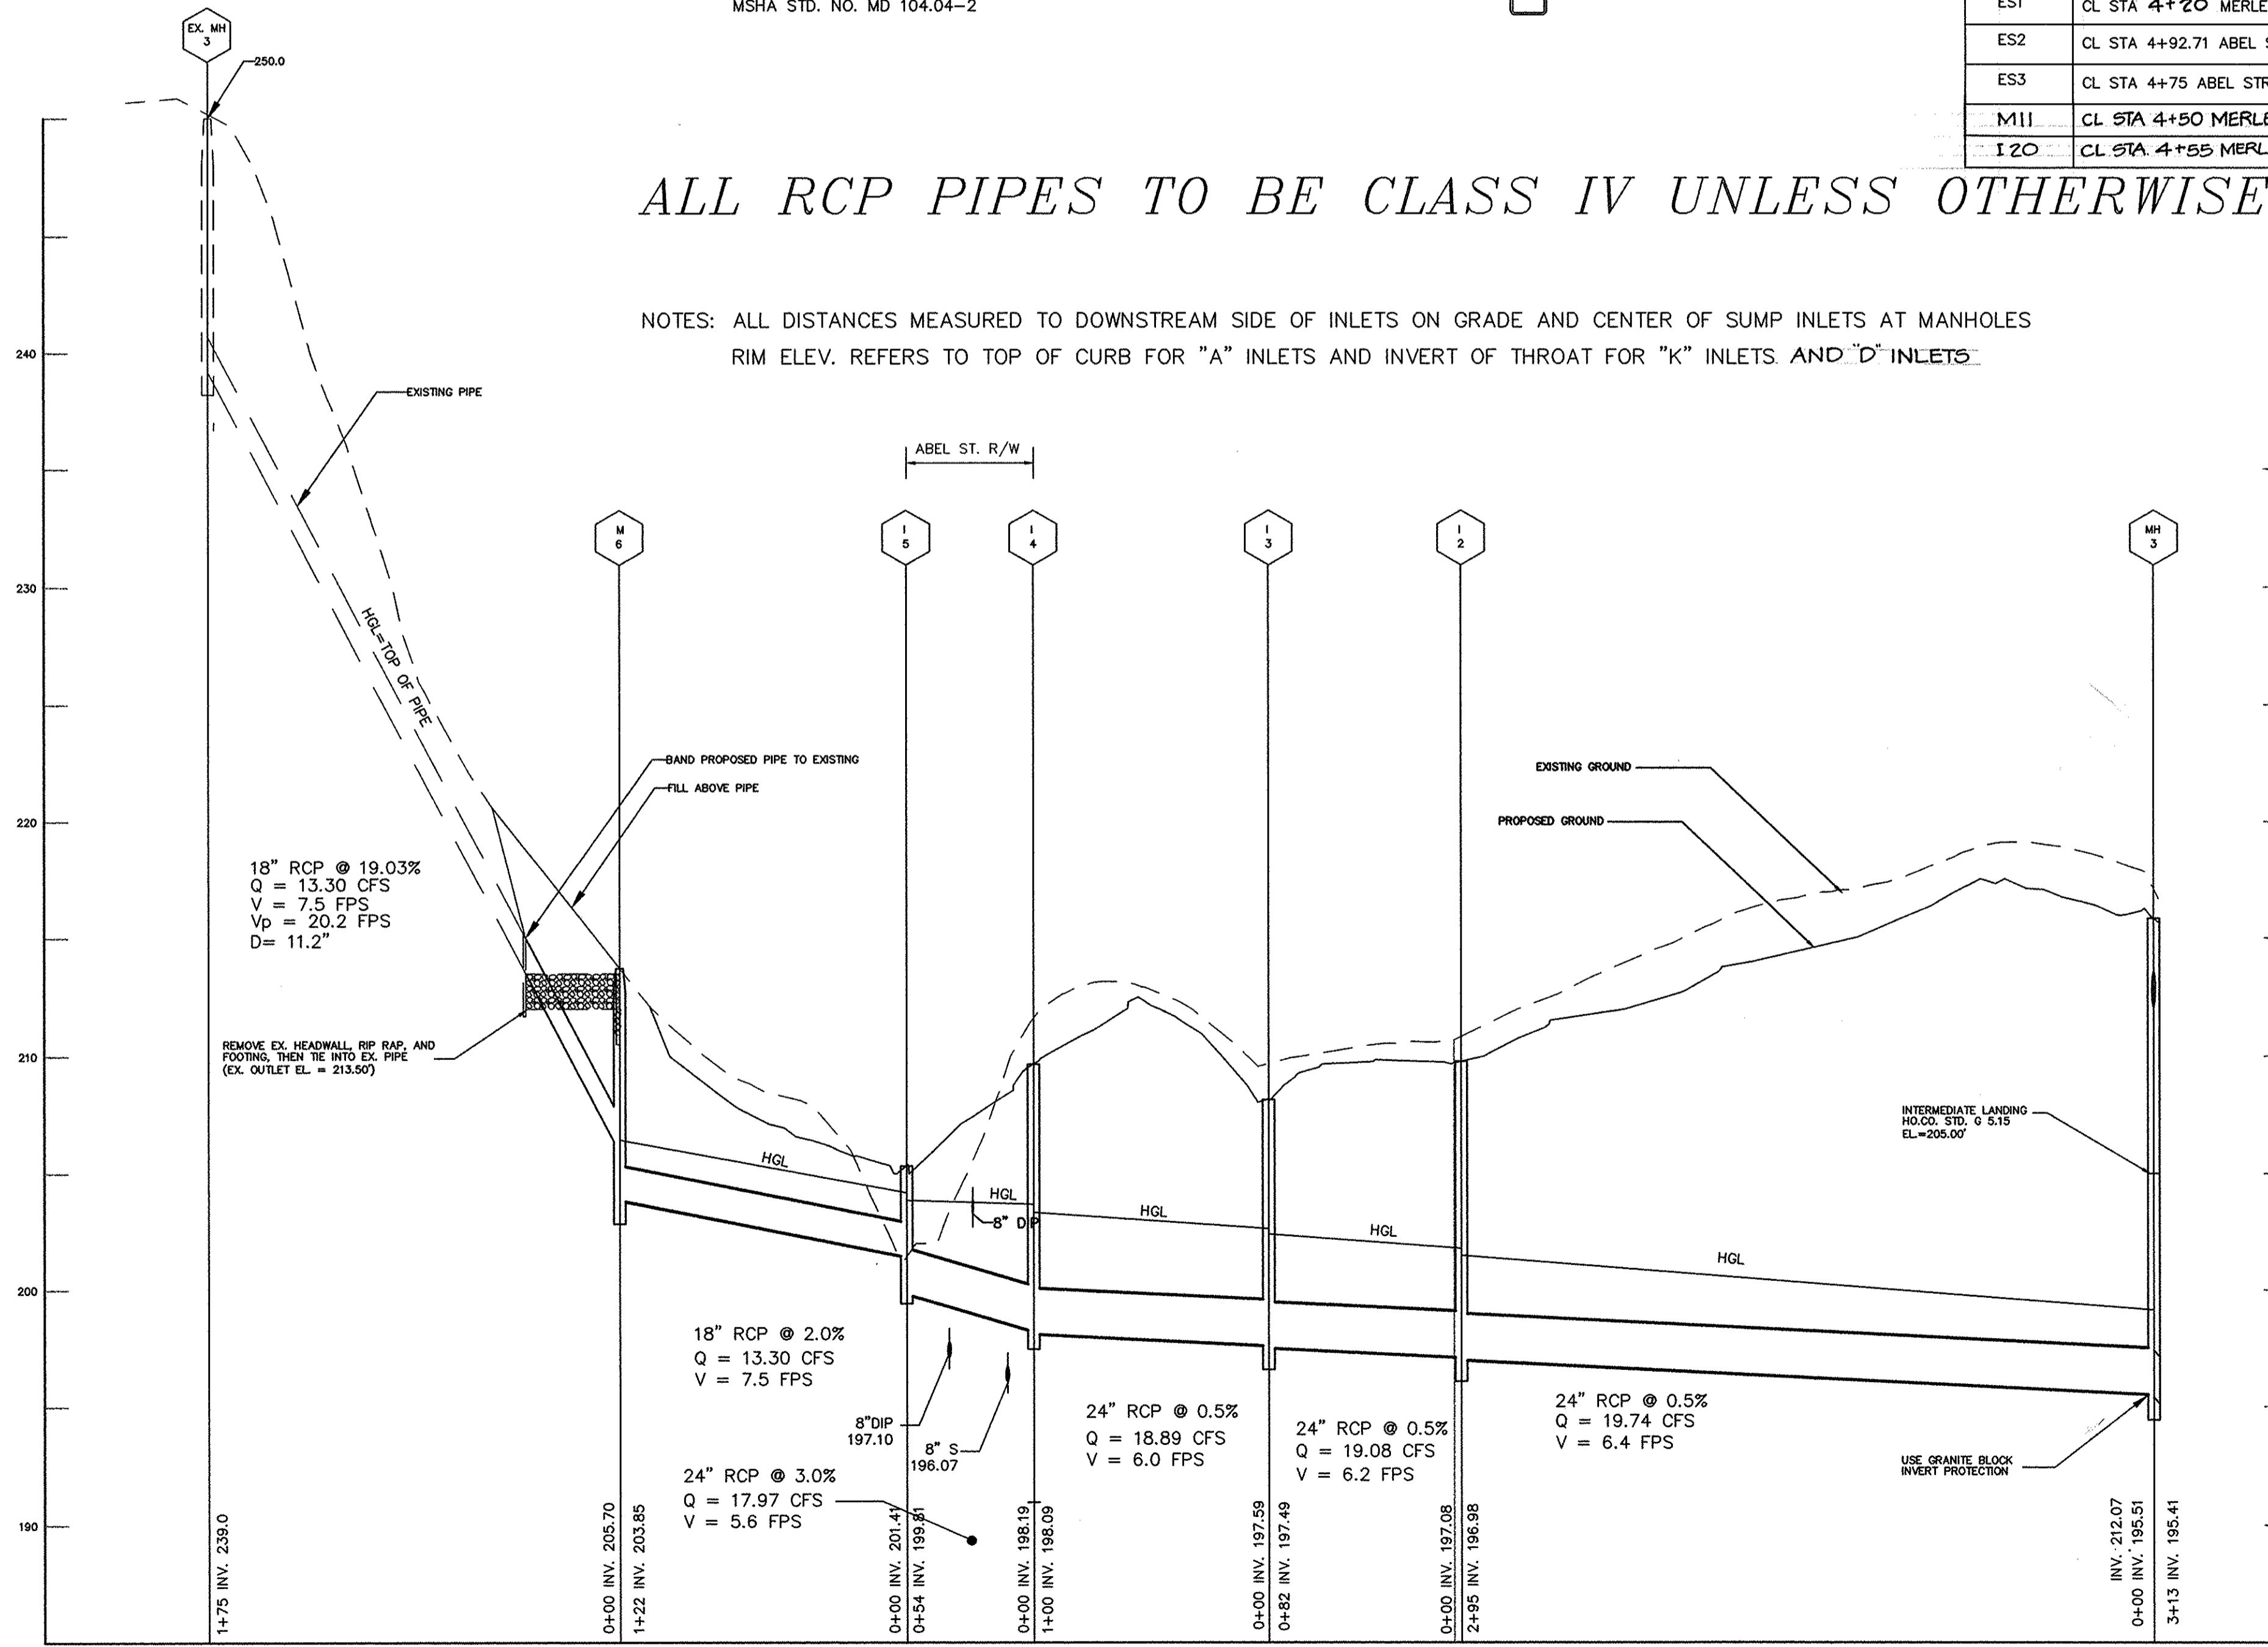 MSHA STD. NO. MD 104.04-2
ES1 CL STA 4+20 MERLE
ES2 CL STA 4+92.71 ABEL
ES3 CL STA 4+75 ABEL STR
M11 CL STA 4+50 MERLE
I20 CL STA. 4+55 MERL
EX. MH
3
250.0
ALL RCP PIPES TO BE CLASS IV UNLESS OTHERWISE
NOTES: ALL DISTANCES MEASURED TO DOWNSTREAM SIDE OF INLETS ON GRADE AND CENTER OF SUMP INLETS AT MANHOLES
RIM ELEV. REFERS TO TOP OF CURB FOR "A" INLETS AND INVERT OF THROAT FOR "K" INLETS. AND "D" INLETS
240
EXISTING PIPE
ABEL ST. R/W
M
6
I
5
I
4
I
3
I
2
MH
3
230
HGL=TOP OF PIPE
BAND PROPOSED PIPE TO EXISTING
FILL ABOVE PIPE
EXISTING GROUND
PROPOSED GROUND
220
18" RCP @ 19.03%
Q = 13.30 CFS
V = 7.5 FPS
Vp = 20.2 FPS
D= 11.2"
REMOVE EX. HEADWALL, RIP RAP, AND
FOOTING, THEN TIE INTO EX. PIPE
(EX. OUTLET EL. = 213.50')
210
INTERMEDIATE LANDING
HO.CO. STD. G 5.15
EL.=205.00'
HGL
HGL
8" DIP
HGL
HGL
HGL
200
18" RCP @ 2.0%
Q = 13.30 CFS
V = 7.5 FPS
8"DIP
197.10
8" S
196.07
24" RCP @ 3.0%
Q = 17.97 CFS
V = 5.6 FPS
24" RCP @ 0.5%
Q = 18.89 CFS
V = 6.0 FPS
24" RCP @ 0.5%
Q = 19.08 CFS
V = 6.2 FPS
24" RCP @ 0.5%
Q = 19.74 CFS
V = 6.4 FPS
USE GRANITE BLOCK
INVERT PROTECTION
190
1+75 INV. 239.0
0+00 INV. 205.70
1+22 INV. 203.85
0+00 INV. 201.41
0+54 INV. 199.81
0+00 INV. 198.19
1+00 INV. 198.09
0+00 INV. 197.59
0+82 INV. 197.49
0+00 INV. 197.08
2+95 INV. 196.98
INV. 212.07
0+00 INV. 195.51
3+13 INV. 195.41